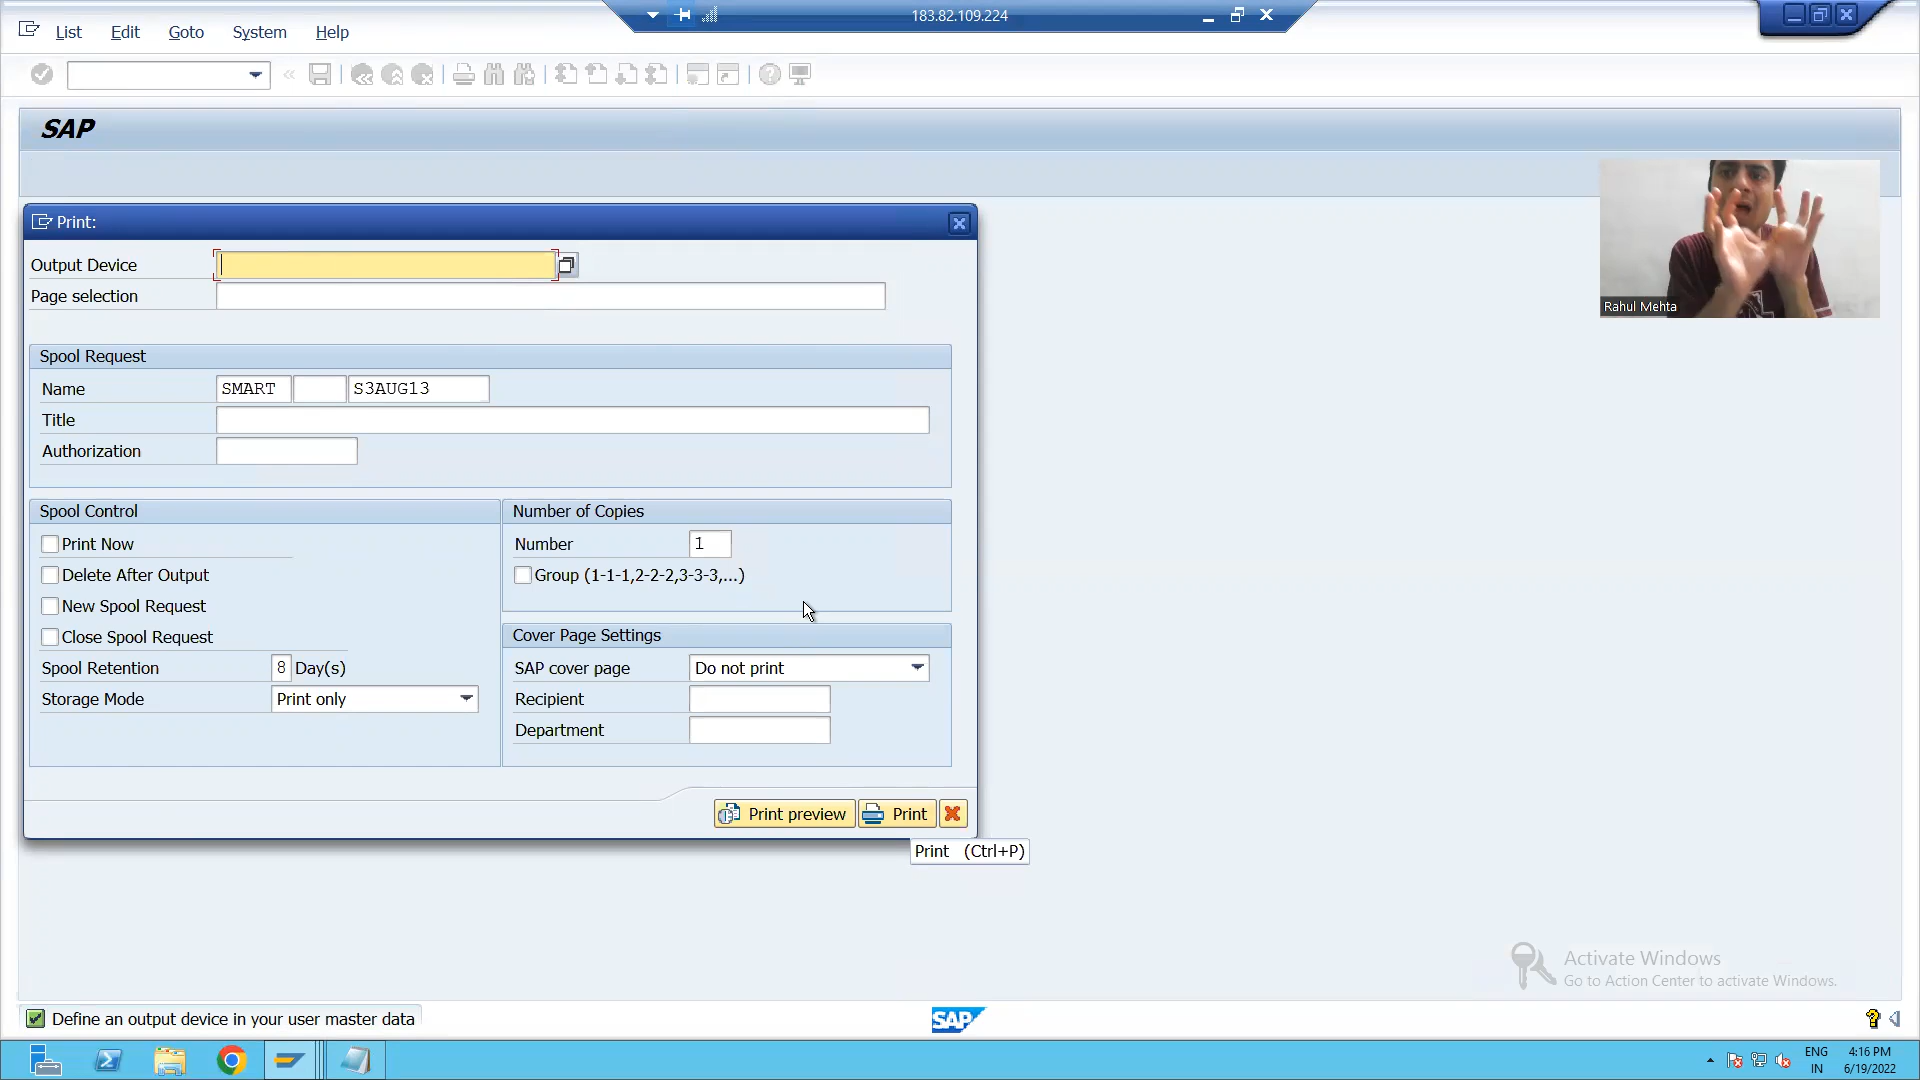 183.82.109.224
List Edit Goto System Help
SAP
Rahul Mehta
Print:
Output Device
Page selection
Spool Request
Name SMART S3AUG13
Title
Authorization
Spool Control
Print Now
Delete After Output
New Spool Request
Close Spool Request
Spool Retention 8 Day(s)
Storage Mode Print only
Number of Copies
Number 1
Group (1-1-1,2-2-2,3-3-3,...)
Cover Page Settings
SAP cover page Do not print
Recipient
Department
Print preview Print
Print (Ctrl+P)
Activate Windows
Go to Action Center to activate Windows.
Define an output device in your user master data
SAP
ENG 4:16 PM
IN 6/19/2022